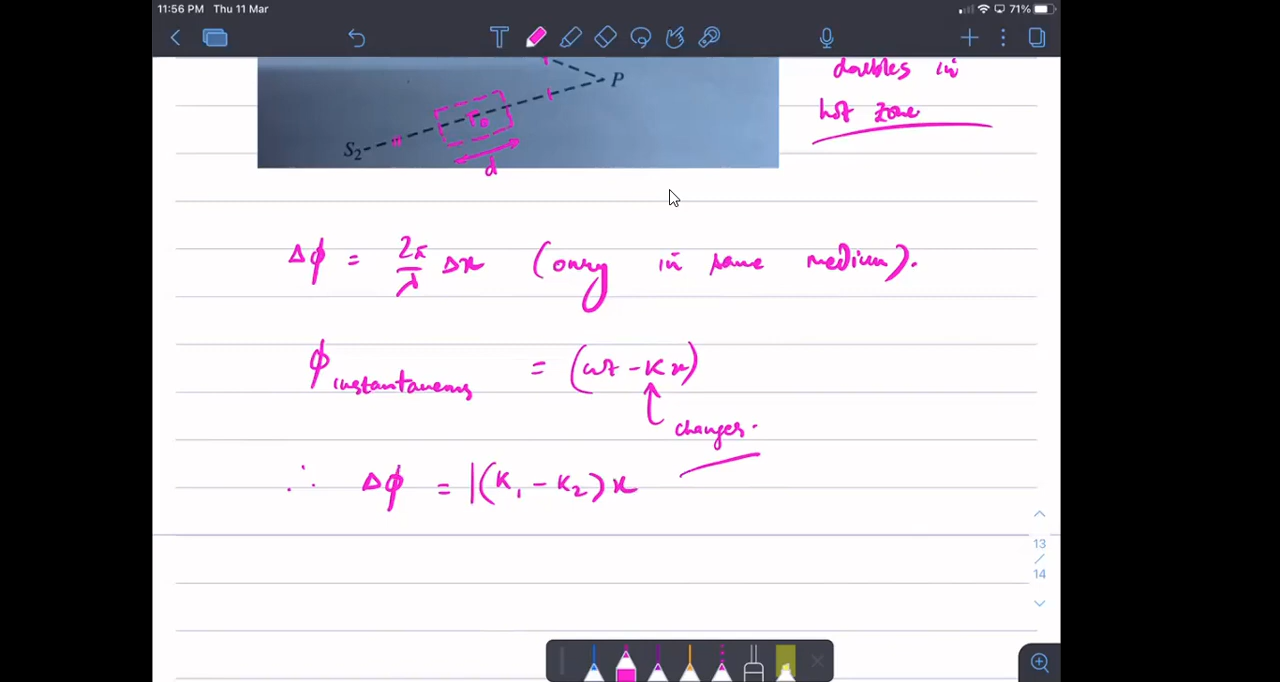 11:56 PM Thu 11 Mar
71%
T
doubles in
hot zone
P
S₂
d
Δϕ = 2π/λ Δx (only in same medium).
ϕ instantaneous = (ωt - Kx)
changes.
∴ Δϕ = |(K₁ - K₂)x
13
/
14